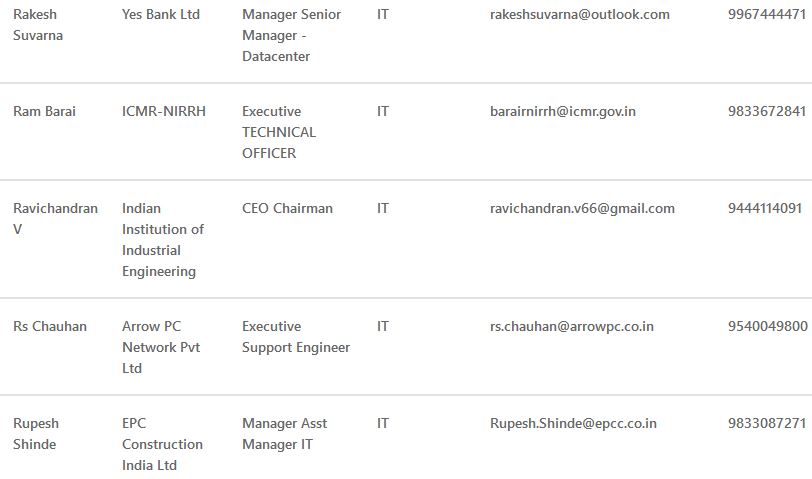 Rakesh Yes Bank Ltd Manager Senior IT rakeshsuvarna@outlook.com 9967444471
Suvarna Manager -
Datacenter
Ram Barai ICMR-NIRRH Executive IT barairnirrh@icmr.gov.in 9833672841
TECHNICAL
OFFICER
Ravichandran Indian CEO Chairman IT ravichandran.v66@gmail.com 9444114091
V Institution of
Industrial
Engineering
Rs Chauhan Arrow PC Executive IT rs.chauhan@arrowpc.co.in 9540049800
Network Pvt Support Engineer
Ltd
Rupesh EPC Manager Asst IT Rupesh.Shinde@epcc.co.in 9833087271
Shinde Construction Manager IT
India Ltd